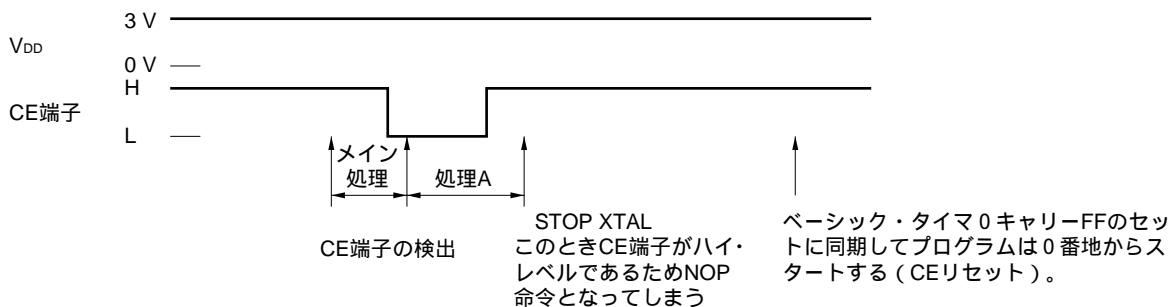 3 V
VDD
0 V
H
CE端子
L
メイン
処理
処理A
CE端子の検出
STOP XTAL
このときCE端子がハイ・
レベルであるためNOP
命令となってしまう
ベーシック・タイマ0キャリーFFのセッ
トに同期してプログラムは0番地からス
タートする（CEリセット）。